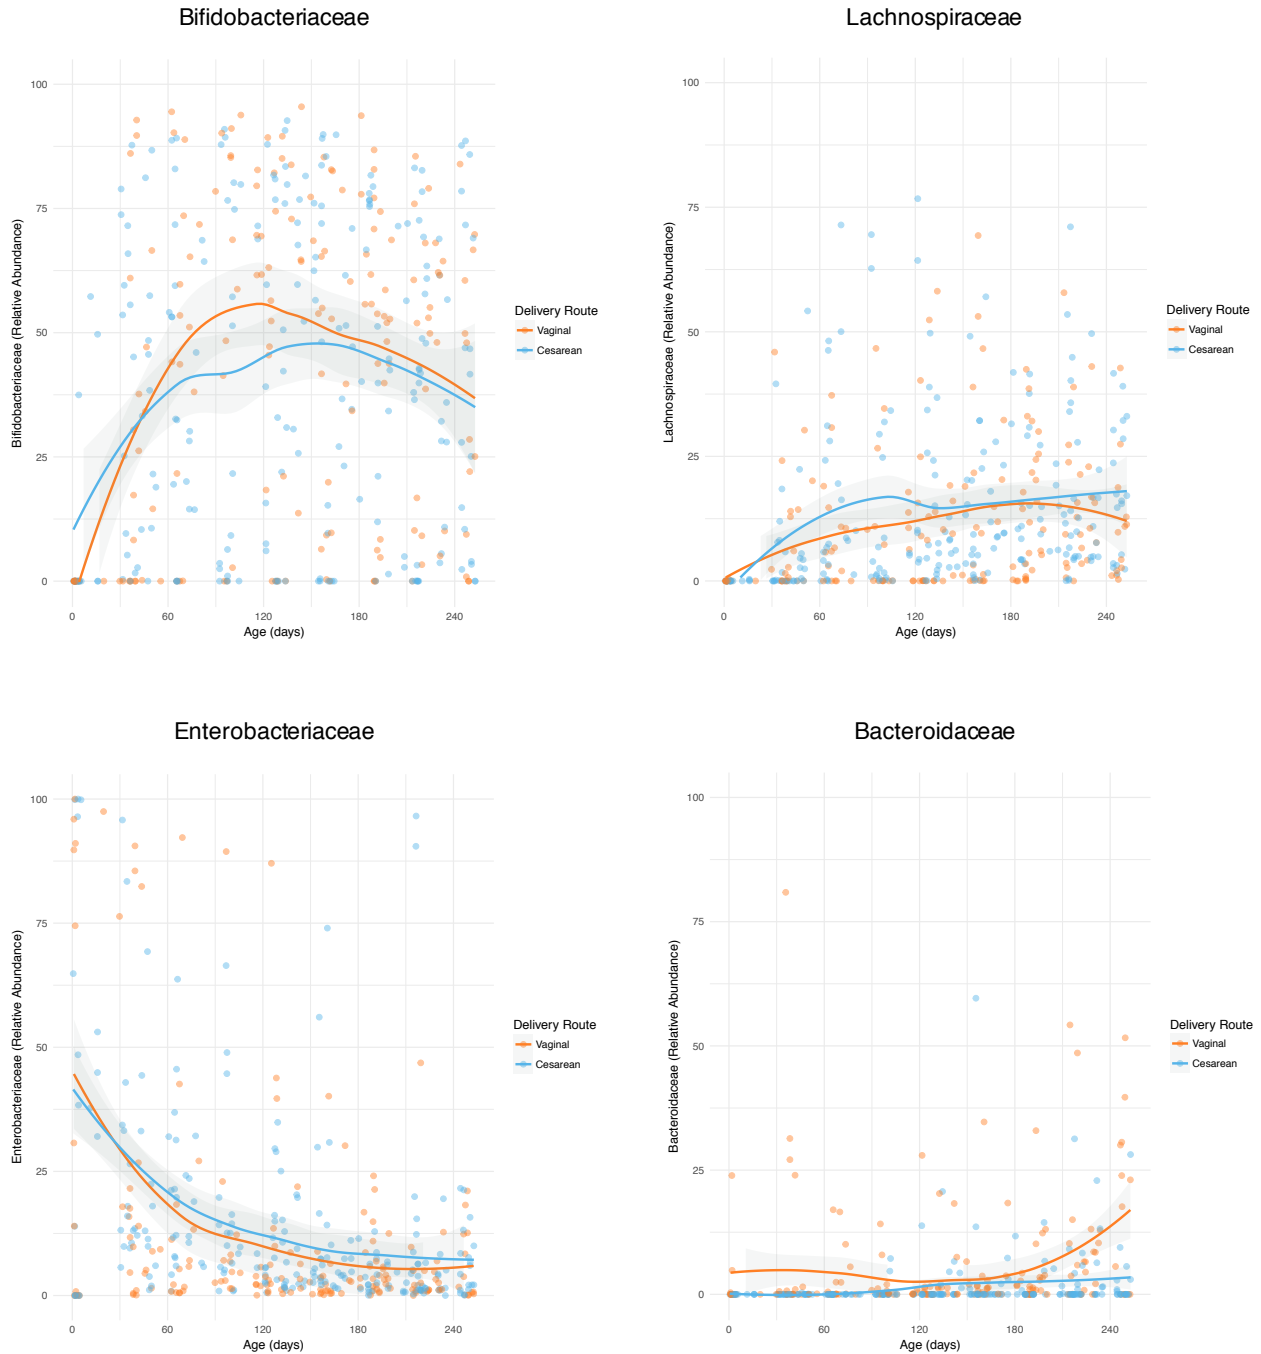 Bifidobacteriaceae
100
75
50
25
0
0 60 120 180 240
Bifidobacteriaceae (Relative Abundance)
Age (days)
Delivery Route
Vaginal
Cesarean
Lachnospiraceae
100
75
50
25
0
0 60 120 180 240
Lachnospiraceae (Relative Abundance)
Age (days)
Delivery Route
Vaginal
Cesarean
Enterobacteriaceae
100
75
50
25
0
0 60 120 180 240
Enterobacteriaceae (Relative Abundance)
Age (days)
Delivery Route
Vaginal
Cesarean
Bacteroidaceae
100
75
50
25
0
0 60 120 180 240
Bacteroidaceae (Relative Abundance)
Age (days)
Delivery Route
Vaginal
Cesarean